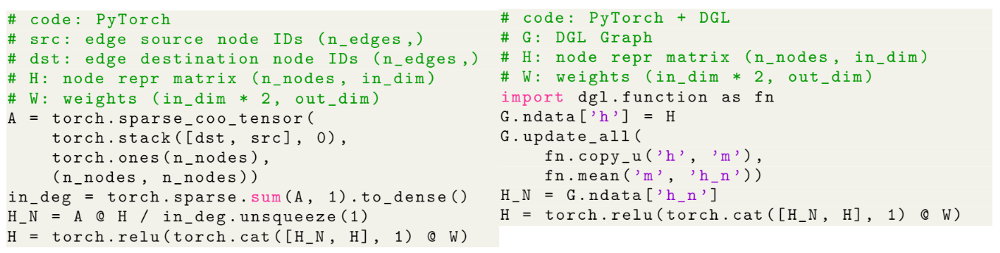 # code: PyTorch
# src: edge source node IDs (n_edges,)
# dst: edge destination node IDs (n_edges,)
# H: node repr matrix (n_nodes, in_dim)
# W: weights (in_dim * 2, out_dim)
A = torch.sparse_coo_tensor(
    torch.stack([dst, src], 0),
    torch.ones(n_nodes),
    (n_nodes, n_nodes))
in_deg = torch.sparse.sum(A, 1).to_dense()
H_N = A @ H / in_deg.unsqueeze(1)
H = torch.relu(torch.cat([H_N, H], 1) @ W)
# code: PyTorch + DGL
# G: DGL Graph
# H: node repr matrix (n_nodes, in_dim)
# W: weights (in_dim * 2, out_dim)
import dgl.function as fn
G.ndata['h'] = H
G.update_all(
    fn.copy_u('h', 'm'),
    fn.mean('m', 'h_n'))
H_N = G.ndata['h_n']
H = torch.relu(torch.cat([H_N, H], 1) @ W)